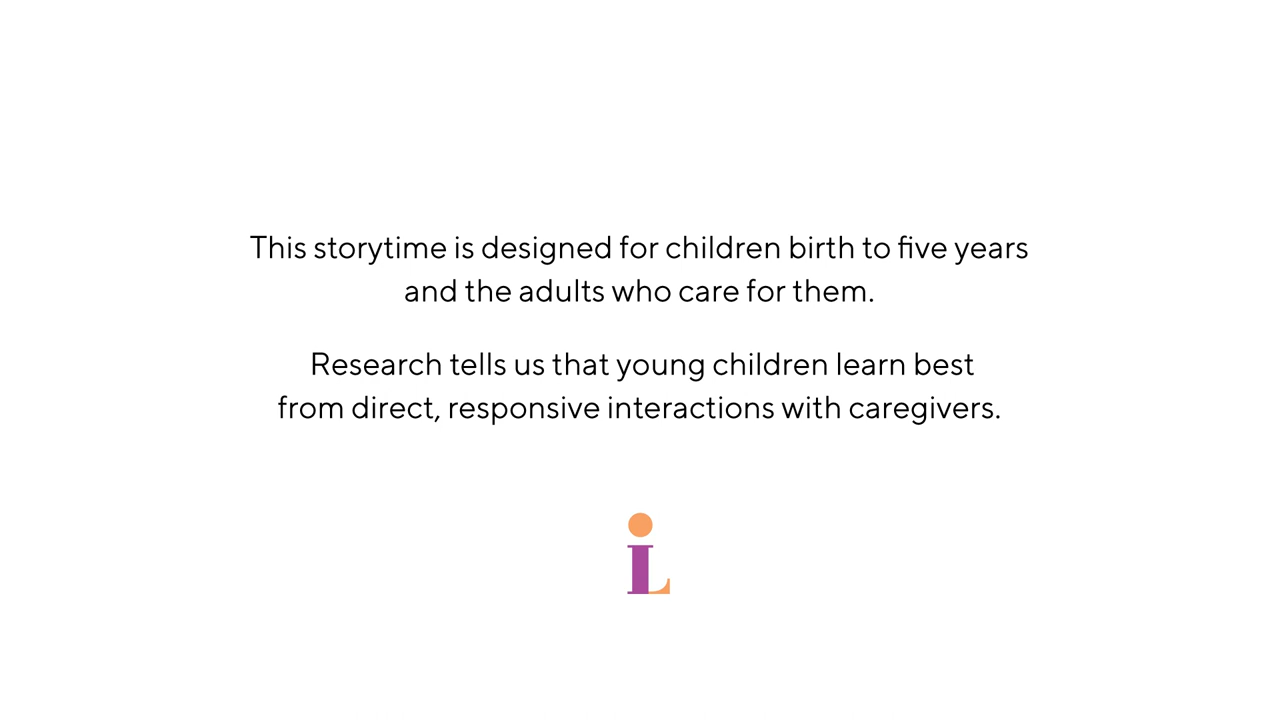 This storytime is designed for children birth to five years
and the adults who care for them.
Research tells us that young children learn best
from direct, responsive interactions with caregivers.
iL